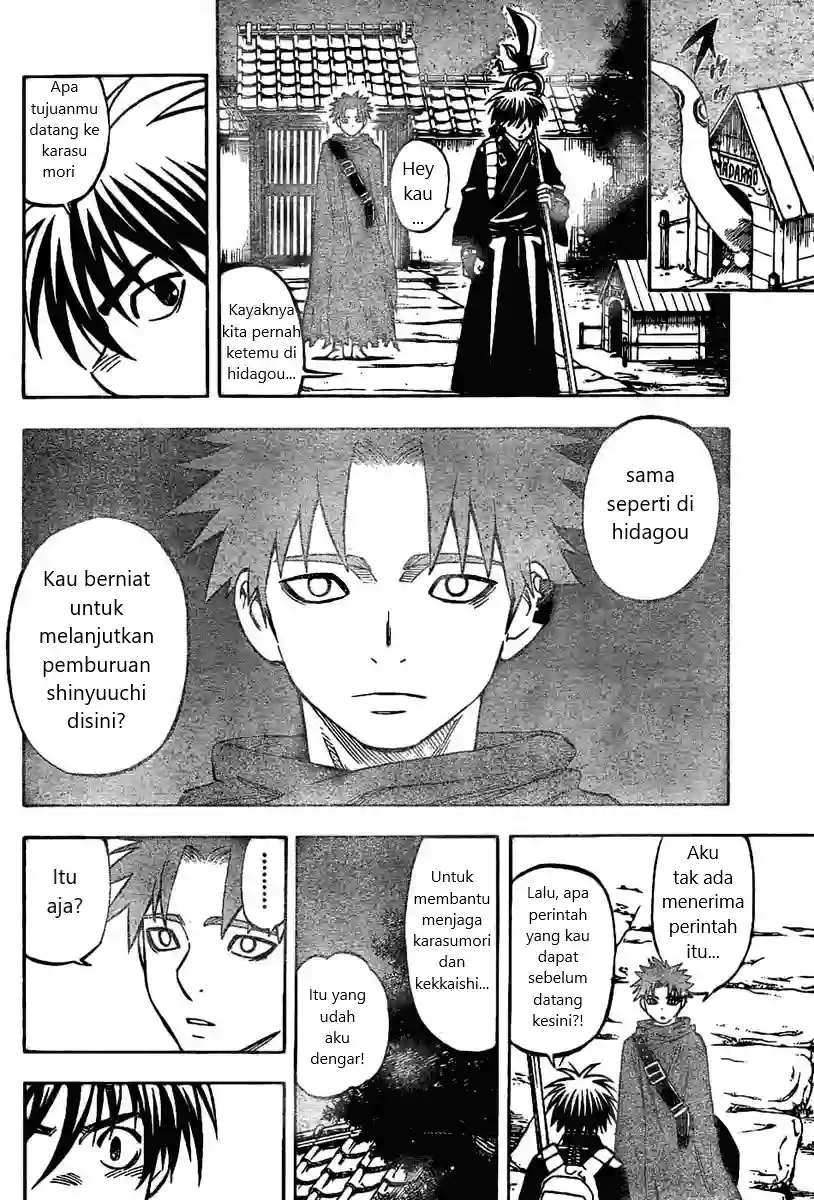 Hey
kau
...
Kayaknya
kita pernah
ketemu di
hidagou...
Apa
tujuanmu
datang ke
karasu
mori
sama
seperti di
hidagou
Kau berniat
untuk
melanjutkan
pemburuan
shinyuuchi
disini?
Aku
tak ada
menerima
perintah
itu...
Lalu, apa
perintah
yang kau
dapat
sebelum
datang
kesini?!
Untuk
membantu
menjaga
karasumori
dan
kekkaishi...
Itu yang
udah
aku
dengar!
.........
Itu
aja?